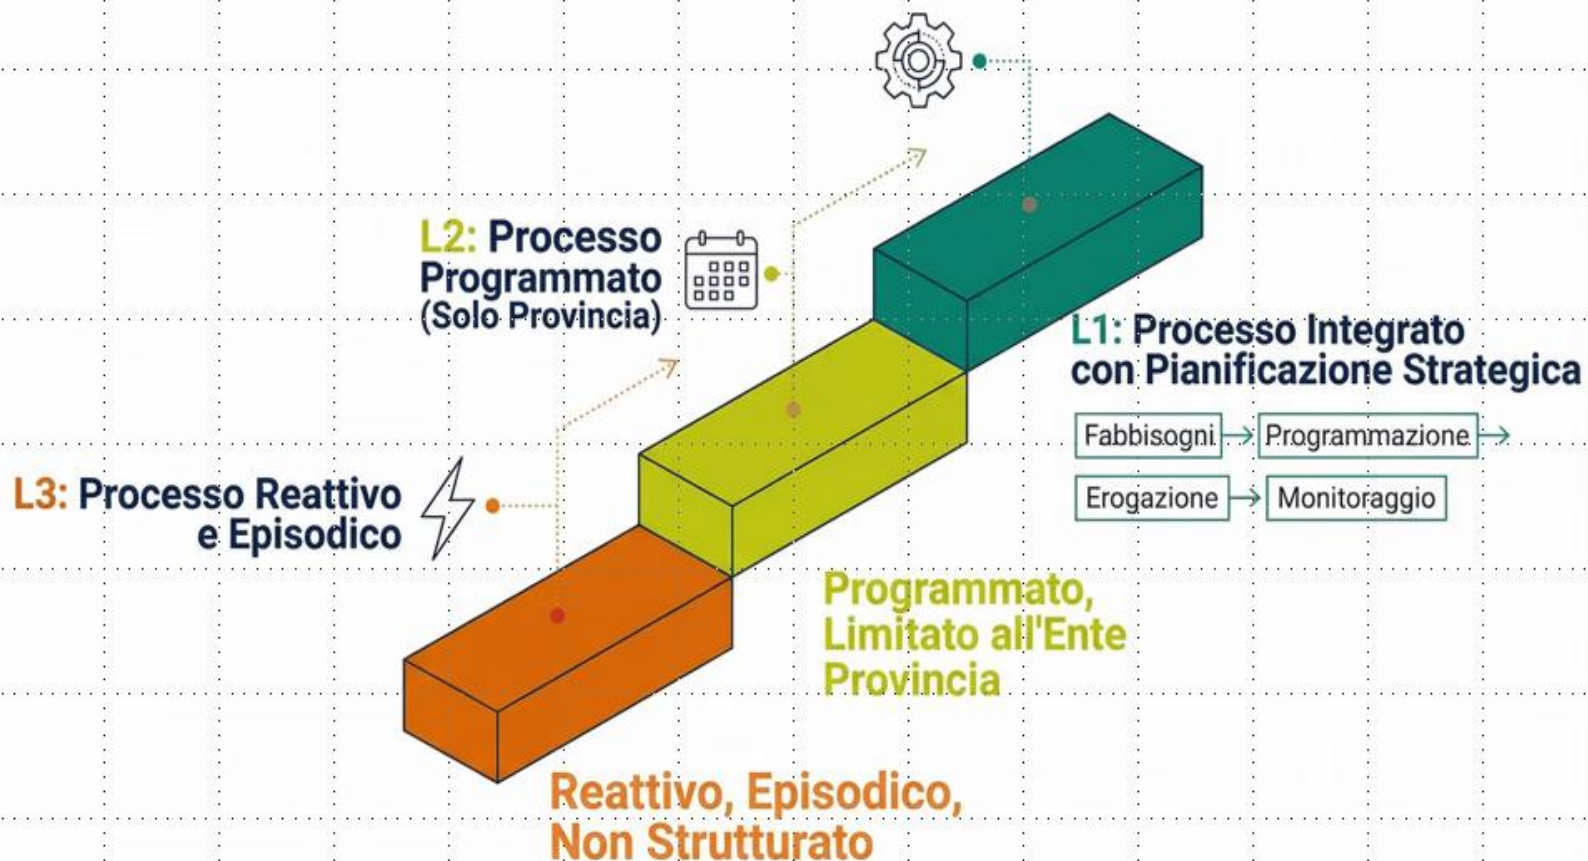 L2: Processo
Programmato
(Solo Provincia)
L1: Processo Integrato
con Pianificazione Strategica
Fabbisogni Programmazione
Erogazione Monitoraggio
L3: Processo Reattivo
e Episodico
Programmato,
Limitato all'Ente
Provincia
Reattivo, Episodico,
Non Strutturato